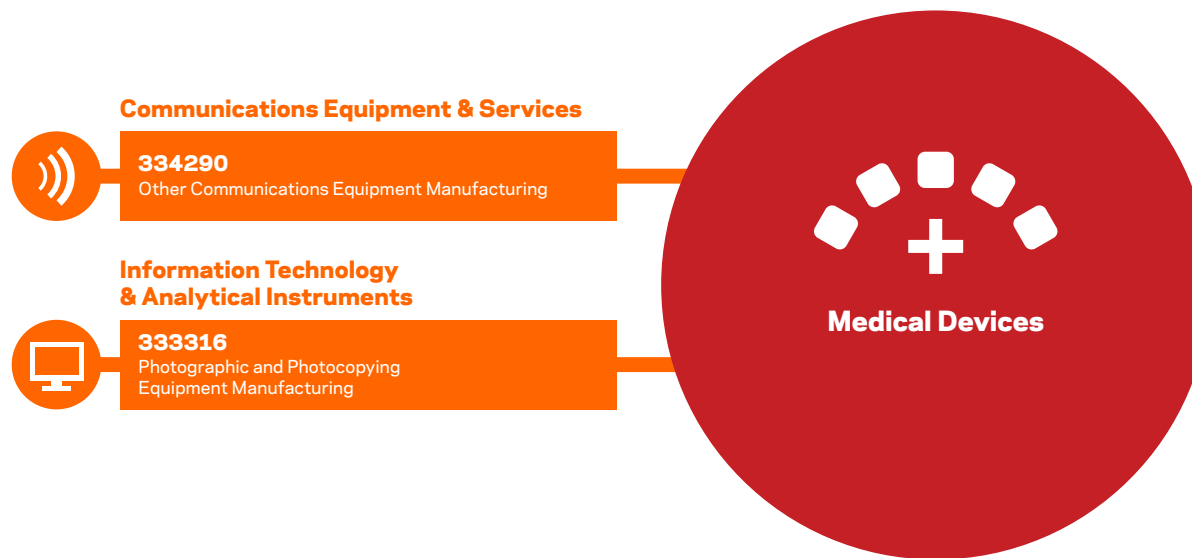 Communications Equipment & Services
334290
Other Communications Equipment Manufacturing
Information Technology
& Analytical Instruments
333316
Photographic and Photocopying
Equipment Manufacturing
Medical Devices